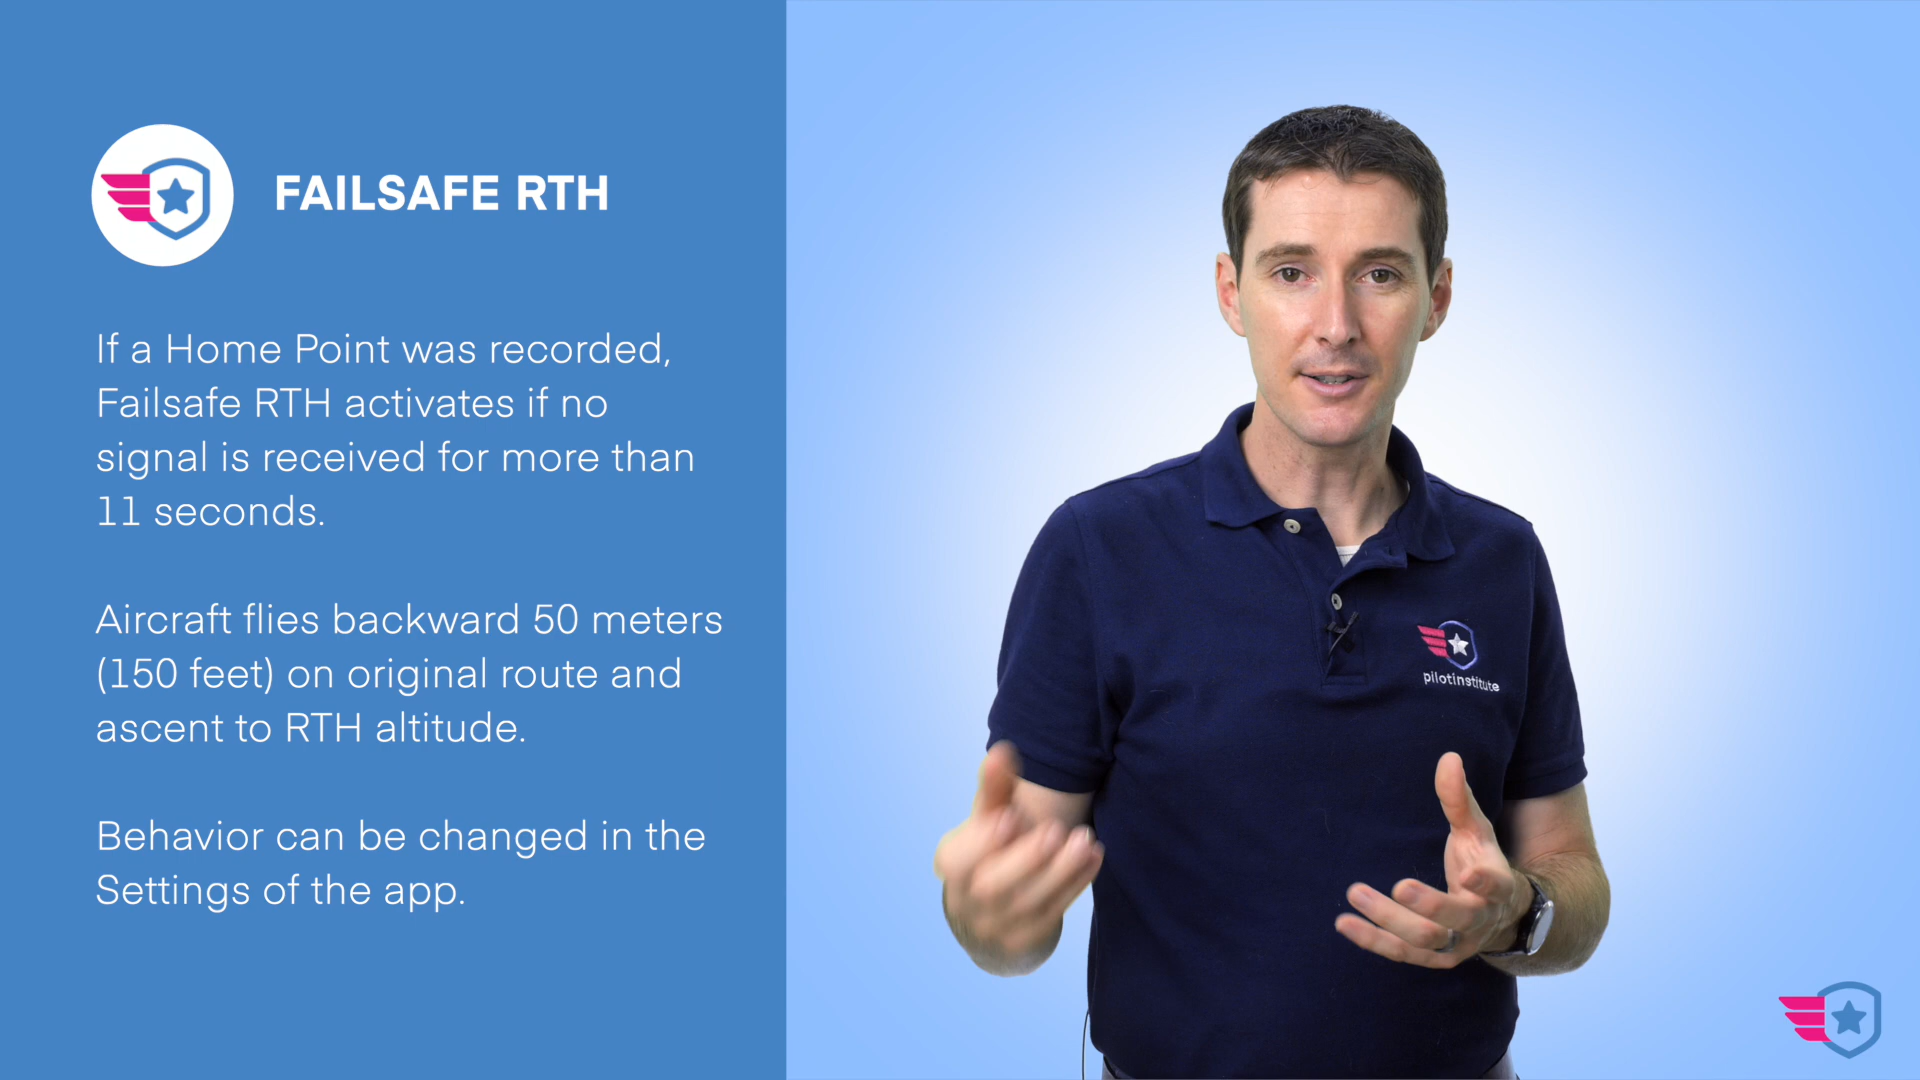 FAILSAFE RTH
If a Home Point was recorded,
Failsafe RTH activates if no
signal is received for more than
11 seconds.
Aircraft flies backward 50 meters
(150 feet) on original route and
ascent to RTH altitude.
Behavior can be changed in the
Settings of the app.
pilotinstitute